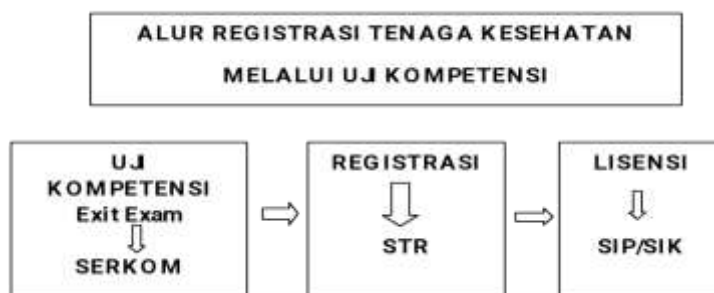 ALUR REGISTRASI TENAGA KESEHATAN
MELALUI UJI KOMPETENSI
UJI
KOMPETENSI
Exit Exam
SERKOM
REGISTRASI
STR
LISENSI
SIP/SIK